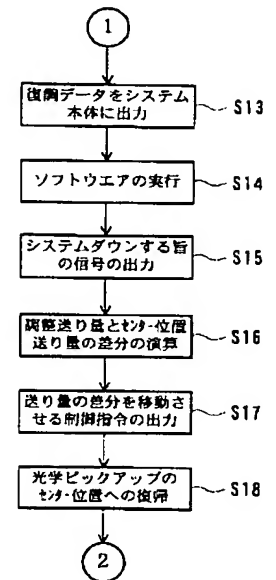 1
復調データをシステム
本体に出力
S13
ソフトウエアの実行
S14
システムダウンする旨
の信号の出力
S15
調整送り量とセンター位置
送り量の差分の演算
S16
送り量の差分を移動さ
せる制御指令の出力
S17
光学ピックアップの
センター位置への復帰
S18
2